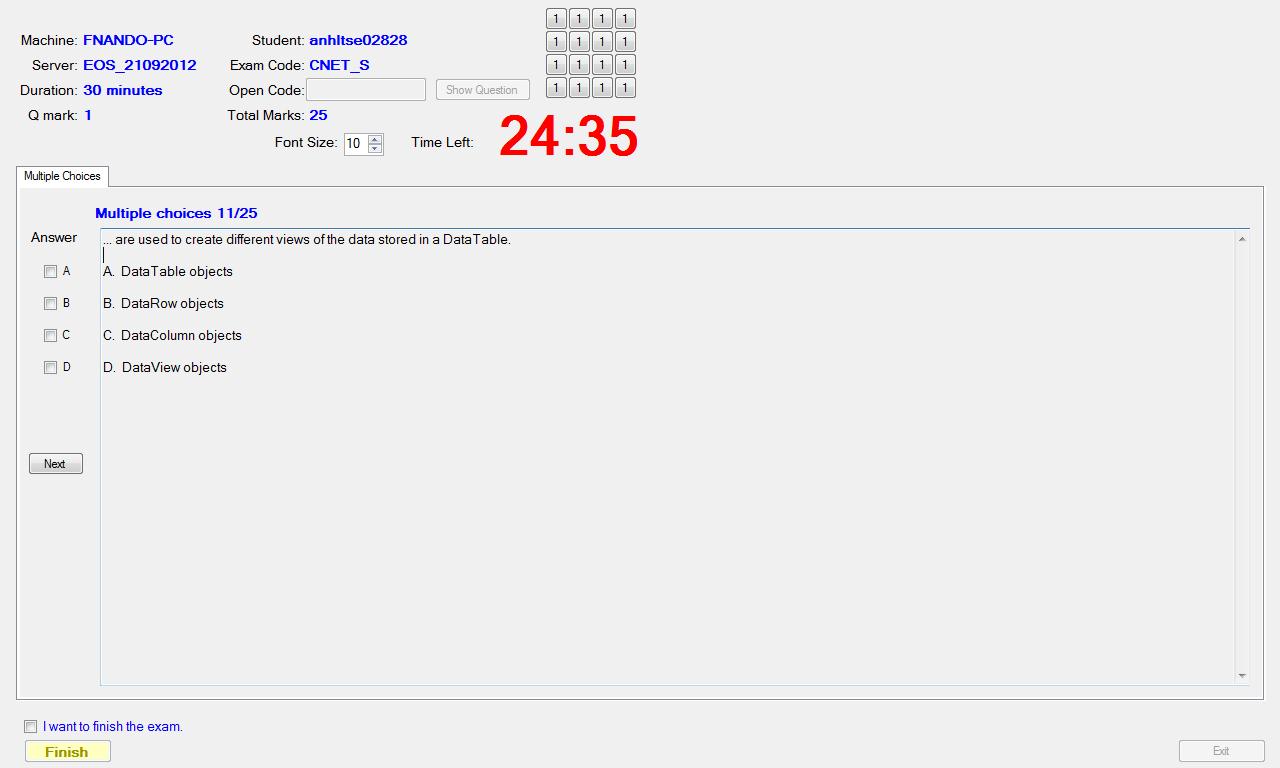 Machine: FNANDO-PC Student: anhltse02828 1 1 1 1
Server: EOS_21092012 Exam Code: CNET_S 1 1 1 1
Duration: 30 minutes Open Code: Show Question 1 1 1 1
Q mark: 1 Total Marks: 25 1 1 1 1
Font Size: 10 Time Left: 24:35
Multiple Choices
Multiple choices 11/25
Answer
... are used to create different views of the data stored in a DataTable.
A A. DataTable objects
B B. DataRow objects
C C. DataColumn objects
D D. DataView objects
Next
I want to finish the exam.
Finish Exit